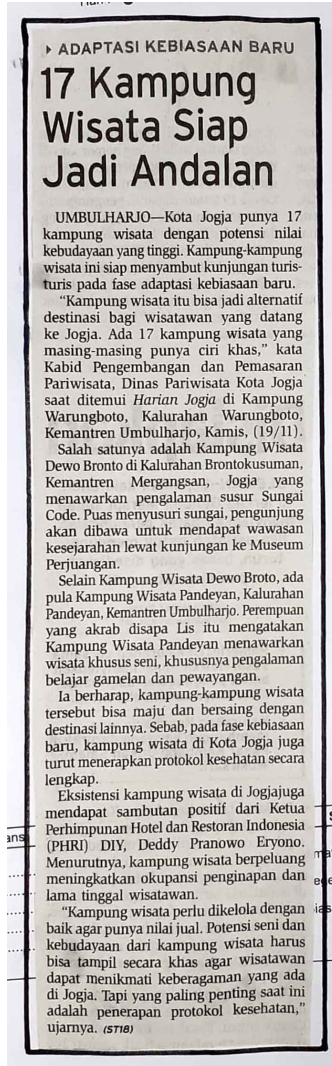 ▸ ADAPTASI KEBIASAAN BARU
17 Kampung
Wisata Siap
Jadi Andalan
UMBULHARJO—Kota Jogja punya 17
kampung wisata dengan potensi nilai
kebudayaan yang tinggi. Kampung-kampung
wisata ini siap menyambut kunjungan turis-
turis pada fase adaptasi kebiasaan baru.
“Kampung wisata itu bisa jadi alternatif
destinasi bagi wisatawan yang datang
ke Jogja. Ada 17 kampung wisata yang
masing-masing punya ciri khas,” kata
Kabid Pengembangan dan Pemasaran
Pariwisata, Dinas Pariwisata Kota Jogja
saat ditemui Harian Jogja di Kampung
Warungboto, Kalurahan Warungboto,
Kemantren Umbulharjo, Kamis, (19/11).
Salah satunya adalah Kampung Wisata
Dewo Bronto di Kalurahan Brontokusuman,
Kemantren Mergangsan, Jogja yang
menawarkan pengalaman susur Sungai
Code. Puas menyusuri sungai, pengunjung
akan dibawa untuk mendapat wawasan
kesejarahan lewat kunjungan ke Museum
Perjuangan.
Selain Kampung Wisata Dewo Broto, ada
pula Kampung Wisata Pandeyan, Kalurahan
Pandeyan, Kemantren Umbulharjo. Perempuan
yang akrab disapa Lis itu mengatakan
Kampung Wisata Pandeyan menawarkan
wisata khusus seni, khususnya pengalaman
belajar gamelan dan pewayangan.
Ia berharap, kampung-kampung wisata
tersebut bisa maju dan bersaing dengan
destinasi lainnya. Sebab, pada fase kebiasaan
baru, kampung wisata di Kota Jogja juga
turut menerapkan protokol kesehatan secara
lengkap.
Eksistensi kampung wisata di Jogjajuga
mendapat sambutan positif dari Ketua
Perhimpunan Hotel dan Restoran Indonesia
(PHRI) DIY, Deddy Pranowo Eryono.
Menurutnya, kampung wisata berpeluang
meningkatkan okupansi penginapan dan
lama tinggal wisatawan.
“Kampung wisata perlu dikelola dengan
baik agar punya nilai jual. Potensi seni dan
kebudayaan dari kampung wisata harus
bisa tampil secara khas agar wisatawan
dapat menikmati keberagaman yang ada
di Jogja. Tapi yang paling penting saat ini
adalah penerapan protokol kesehatan,”
ujarnya. (ST18)